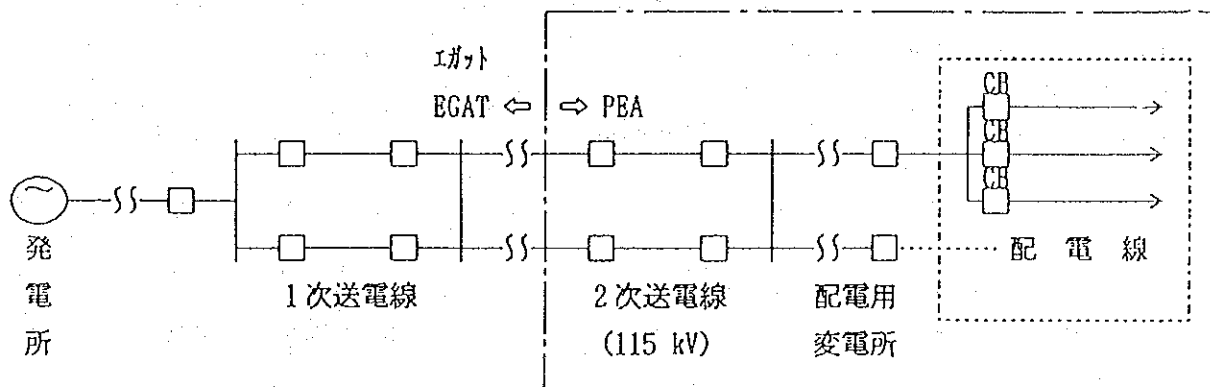 エガット
EGAT ⇦ ⇨ PEA
CB
CB
CB
発電所
1次送電線
2次送電線
(115 kV)
配電用
変電所
配電線